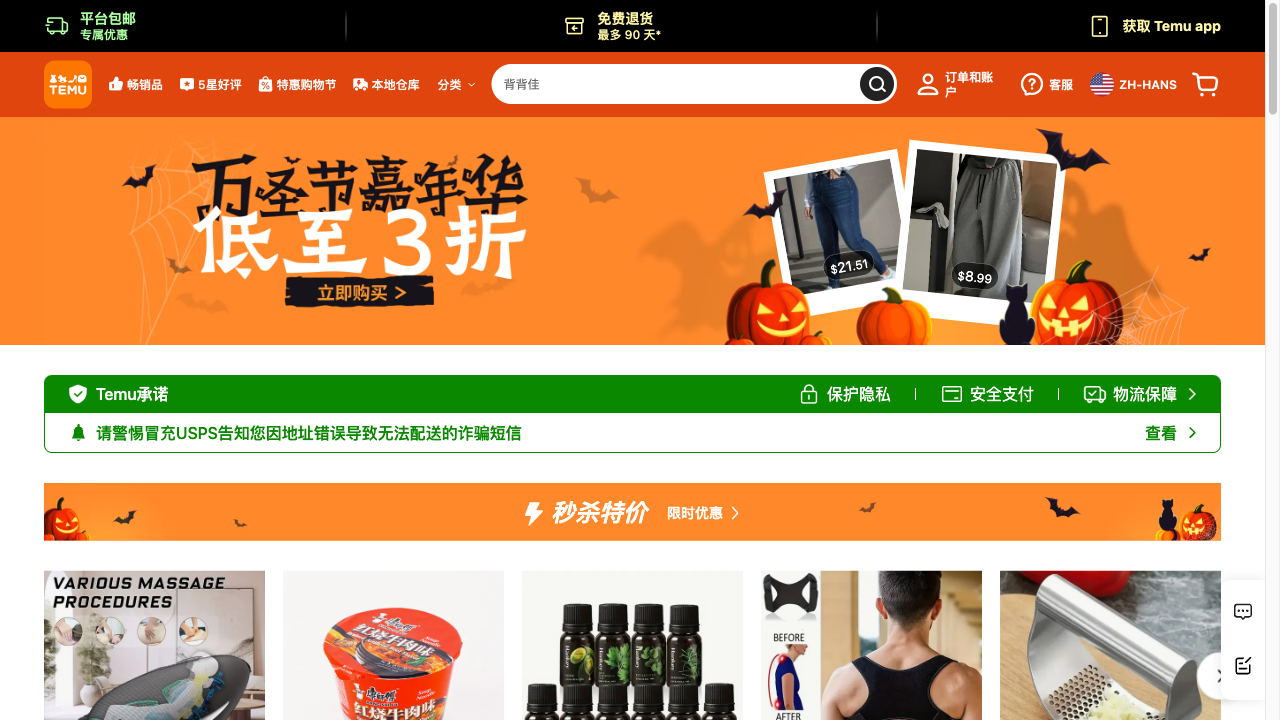 平台包邮
专属优惠
免费退货
最多 90 天*
获取 Temu app
TEMU
畅销品
5星好评
特惠购物节
本地仓库
分类
背背佳
订单和账户
客服
ZH-HANS
万圣节嘉年华
低至3折
立即购买 >
$21.51
$8.99
Temu承诺
保护隐私
安全支付
物流保障
请警惕冒充USPS告知您因地址错误导致无法配送的诈骗短信
查看
秒杀特价
限时优惠
VARIOUS MASSAGE
PROCEDURES
康师傅
红烧牛肉味
BEFORE
AFTER